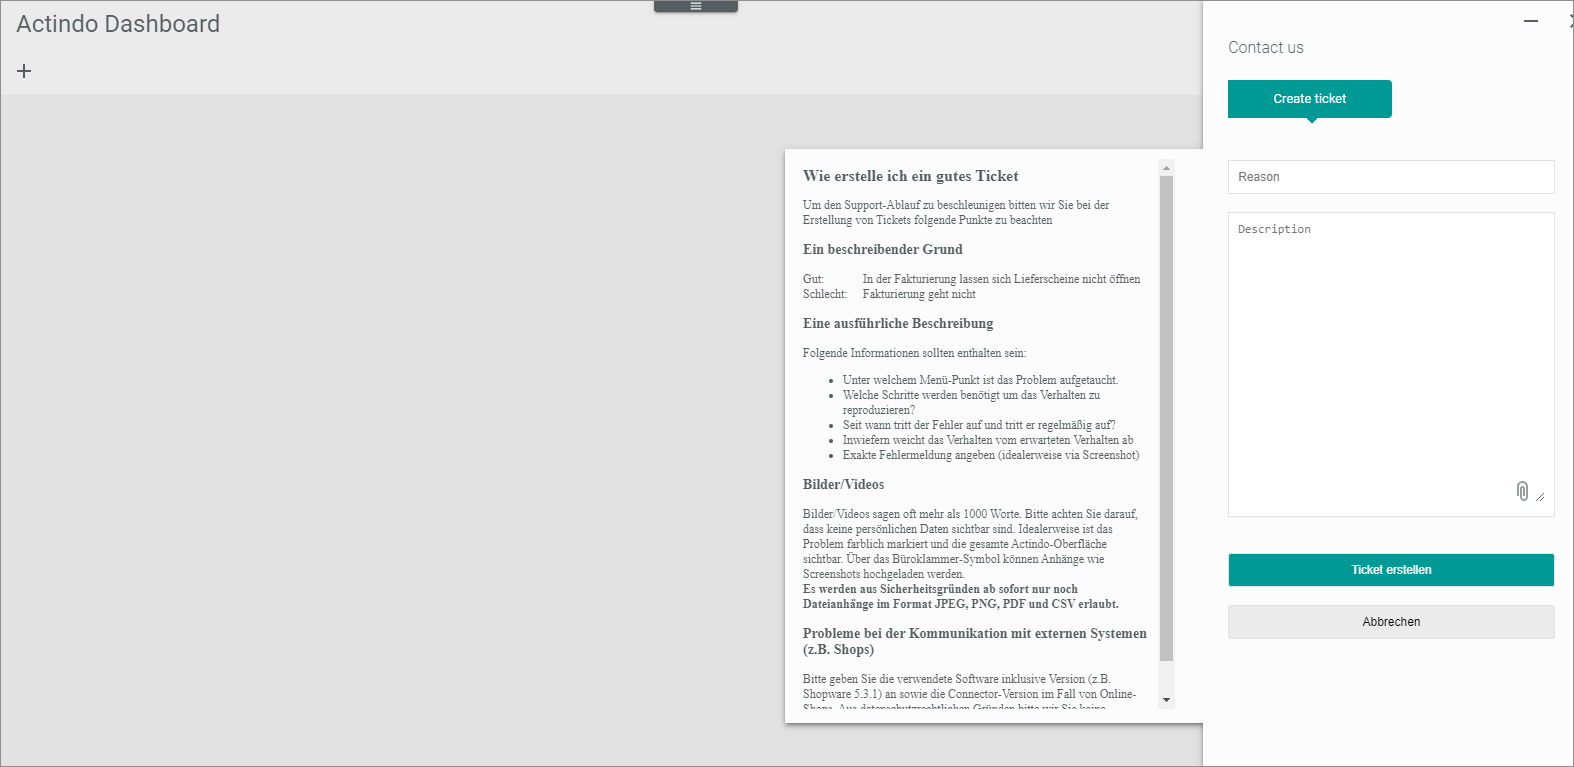 Actindo Dashboard
Contact us
Create ticket
Reason
Description
Ticket erstellen
Abbrechen
Wie erstelle ich ein gutes Ticket
Um den Support-Ablauf zu beschleunigen bitten wir Sie bei der
Erstellung von Tickets folgende Punkte zu beachten
Ein beschreibender Grund
Gut: In der Fakturierung lassen sich Lieferscheine nicht öffnen
Schlecht: Fakturierung geht nicht
Eine ausführliche Beschreibung
Folgende Informationen sollten enthalten sein:
• Unter welchem Menü-Punkt ist das Problem aufgetaucht.
• Welche Schritte werden benötigt um das Verhalten zu
reproduzieren?
• Seit wann tritt der Fehler auf und tritt er regelmäßig auf?
• Inwiefern weicht das Verhalten vom erwarteten Verhalten ab
• Exakte Fehlermeldung angeben (idealerweise via Screenshot)
Bilder/Videos
Bilder/Videos sagen oft mehr als 1000 Worte. Bitte achten Sie darauf,
dass keine persönlichen Daten sichtbar sind. Idealerweise ist das
Problem farblich markiert und die gesamte Actindo-Oberfläche
sichtbar. Über das Büroklammer-Symbol können Anhänge wie
Screenshots hochgeladen werden.
Es werden aus Sicherheitsgründen ab sofort nur noch
Dateianhänge im Format JPEG, PNG, PDF und CSV erlaubt.
Probleme bei der Kommunikation mit externen Systemen
(z.B. Shops)
Bitte geben Sie die verwendete Software inklusive Version (z.B.
Shopware 5.3.1) an sowie die Connector-Version im Fall von Online-
Shops. Aus datenschutzrechtlichen Gründen bitte wir Sie keine